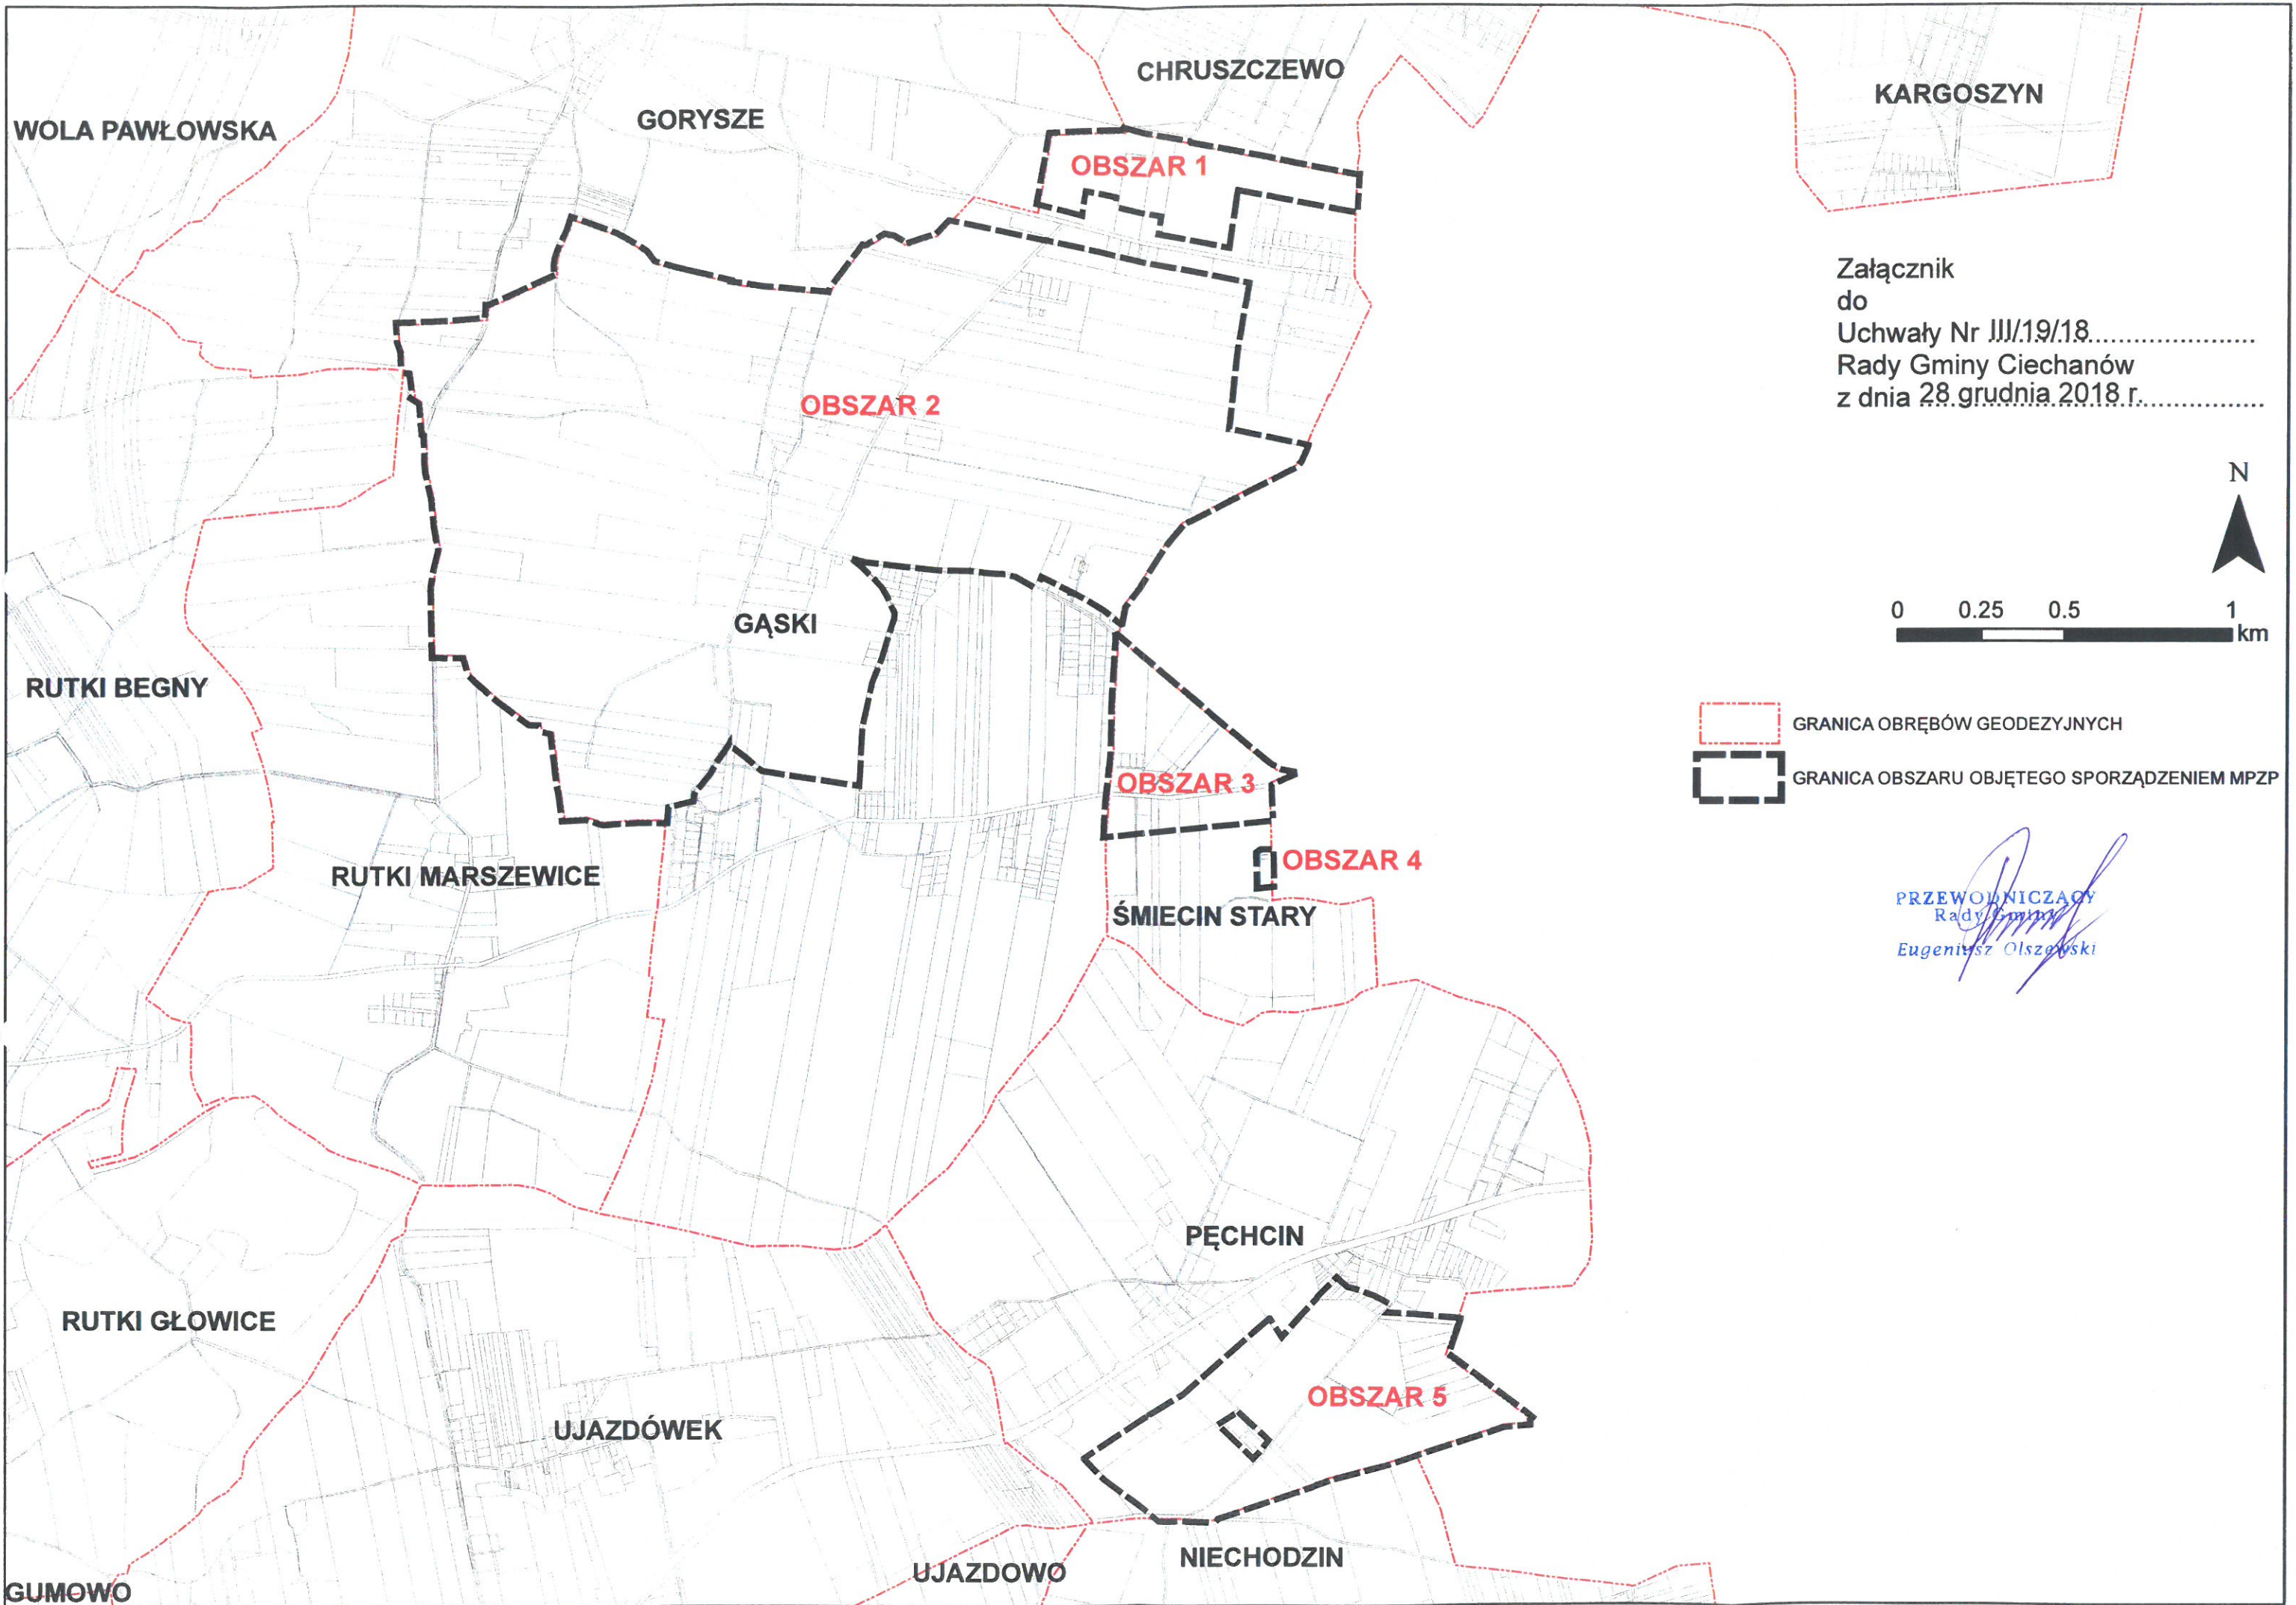 CHRUSZCZEWO
KARGOSZYN
GORYSZE
WOLA PAWŁOWSKA
OBSZAR 1
Załącznik
do
Uchwały Nr III/19/18
Rady Gminy Ciechanów
z dnia 28 grudnia 2018 r.
OBSZAR 2
N
0 0.25 0.5 1
km
GĄSKI
RUTKI BEGNY
GRANICA OBRĘBÓW GEODEZYJNYCH
GRANICA OBSZARU OBJĘTEGO SPORZĄDZENIEM MPZP
OBSZAR 3
OBSZAR 4
RUTKI MARSZEWICE
ŚMIECIN STARY
PRZEWODNICZĄCY
Rady Gminy
Eugeniusz Olszewski
PĘCHCIN
RUTKI GŁOWICE
OBSZAR 5
UJAZDÓWEK
NIECHODZIN
UJAZDOWO
GUMOWO